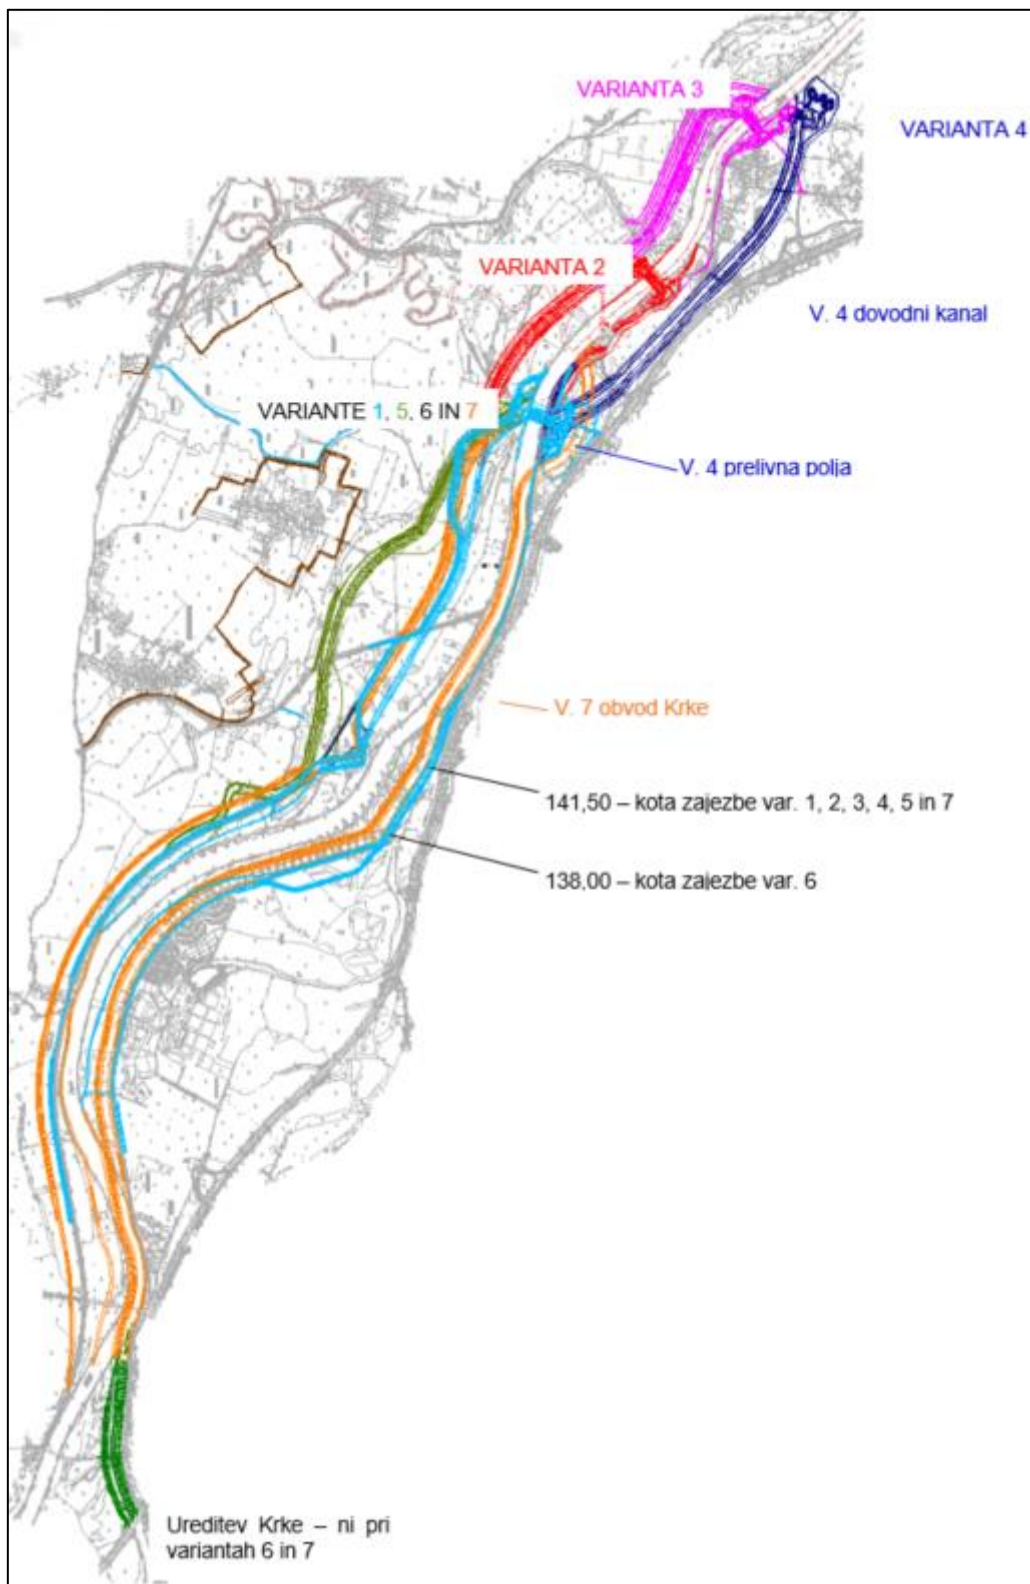 VARIANTA 3
VARIANTA 4
VARIANTA 2
V. 4 dovodni kanal
VARIANTE 1, 5, 6 IN 7
V. 4 prelivna polja
V. 7 obvod Krke
141,50 – kota zajezbe var. 1, 2, 3, 4, 5 in 7
138,00 – kota zajezbe var. 6
Ureditev Krke – ni pri
variantah 6 in 7